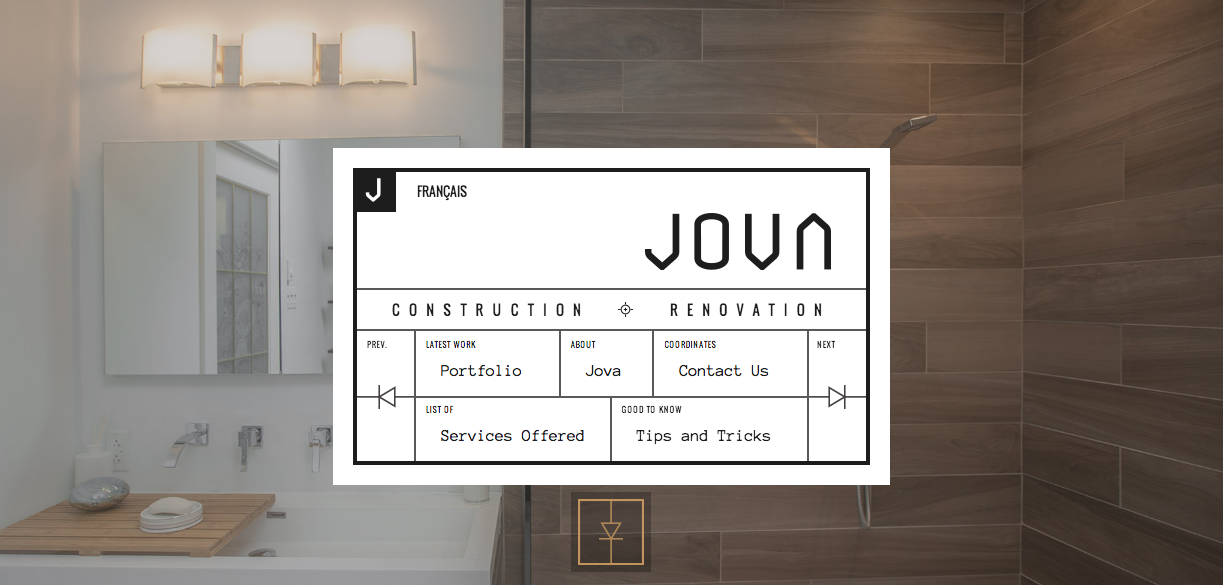 J
FRANÇAIS
JOVA
CONSTRUCTION RENOVATION
PREV.
LATEST WORK
Portfolio
ABOUT
Jova
COORDINATES
Contact Us
NEXT
LIST OF
Services Offered
GOOD TO KNOW
Tips and Tricks